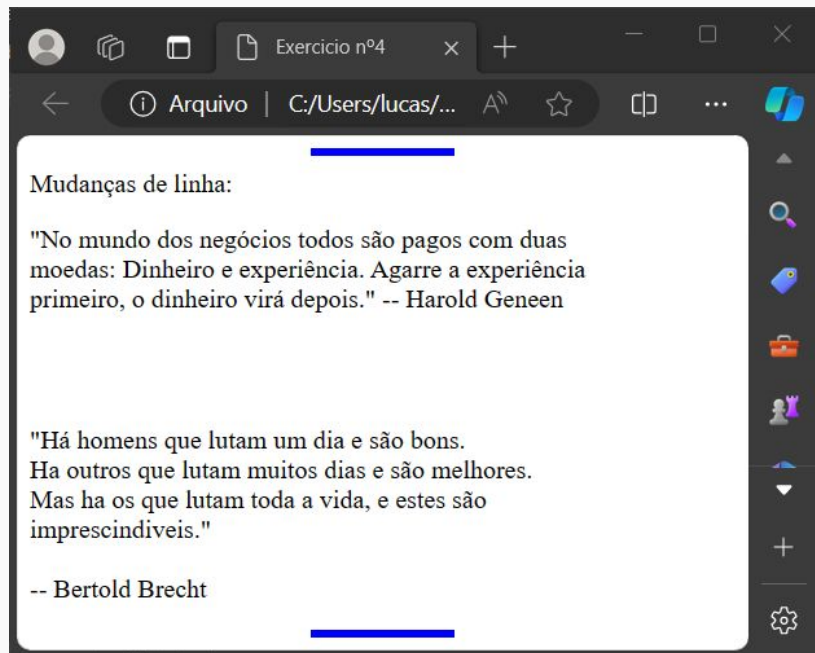 Exercicio nº4
Arquivo | C:/Users/lucas/...
Mudanças de linha:
"No mundo dos negócios todos são pagos com duas
moedas: Dinheiro e experiência. Agarre a experiência
primeiro, o dinheiro virá depois." -- Harold Geneen
"Há homens que lutam um dia e são bons.
Ha outros que lutam muitos dias e são melhores.
Mas ha os que lutam toda a vida, e estes são
imprescindiveis."
-- Bertold Brecht